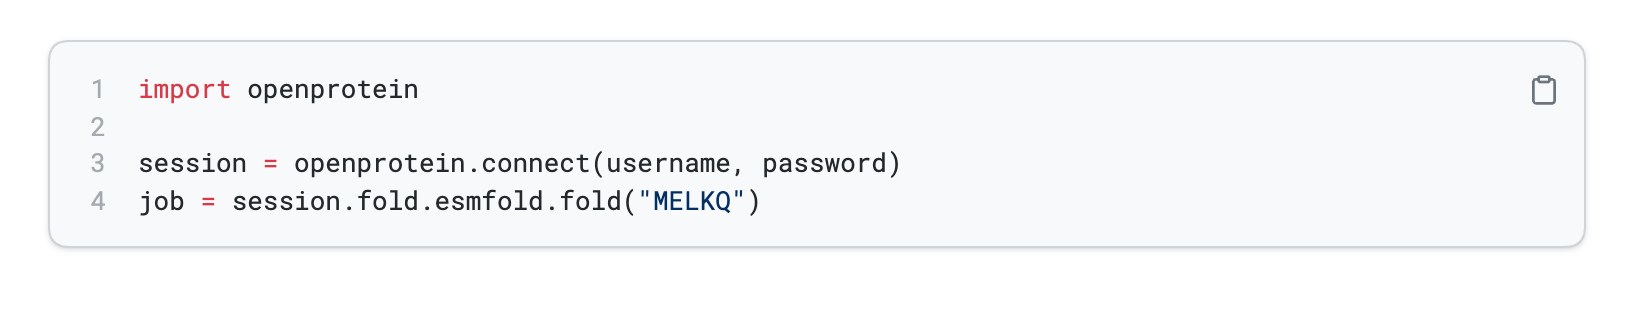 1 import openprotein
2
3 session = openprotein.connect(username, password)
4 job = session.fold.esmfold.fold("MELKQ")